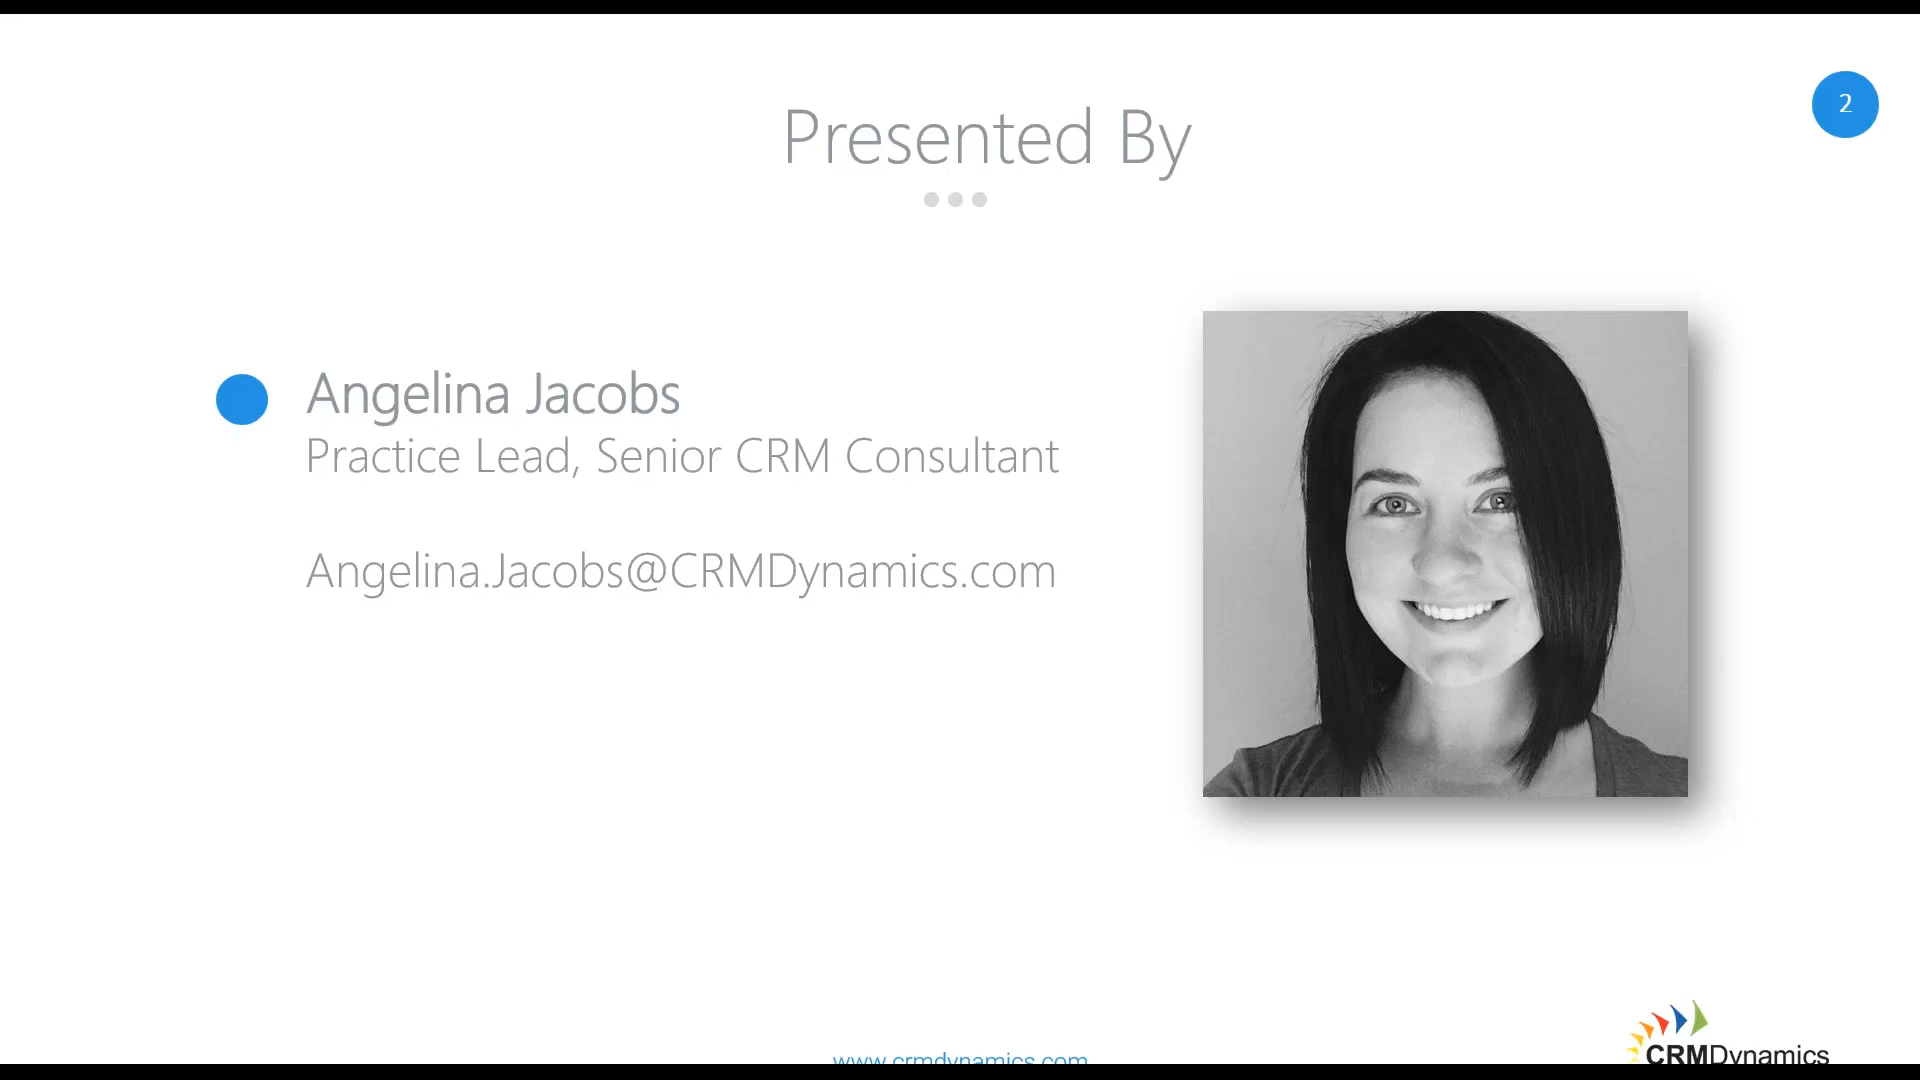 2
Presented By
Angelina Jacobs
Practice Lead, Senior CRM Consultant
Angelina.Jacobs@CRMDynamics.com
www.crmdynamics.com
CRMDynamics